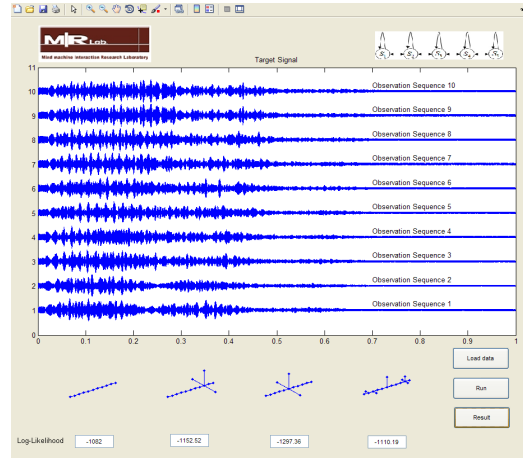 MIR Lab
Mind machine Interaction Research Laboratory
S₁ S₂ S₃ S₄ S₅
Target Signal
11
10 Observation Sequence 10
9 Observation Sequence 9
8 Observation Sequence 8
7 Observation Sequence 7
6 Observation Sequence 6
5 Observation Sequence 5
4 Observation Sequence 4
3 Observation Sequence 3
2 Observation Sequence 2
1 Observation Sequence 1
0
0 0.1 0.2 0.3 0.4 0.5 0.6 0.7 0.8 0.9 1
Load data
Run
Result
Log-Likelihood -1082 -1152.52 -1297.36 -1110.19